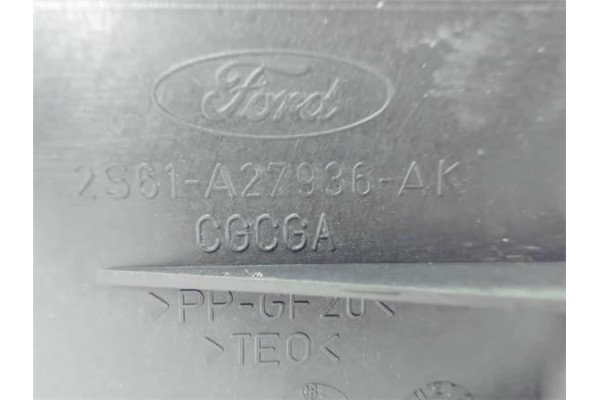 Ford
2S61-A27936-AK
CGCGA
>PP-GF20<
>TEO<